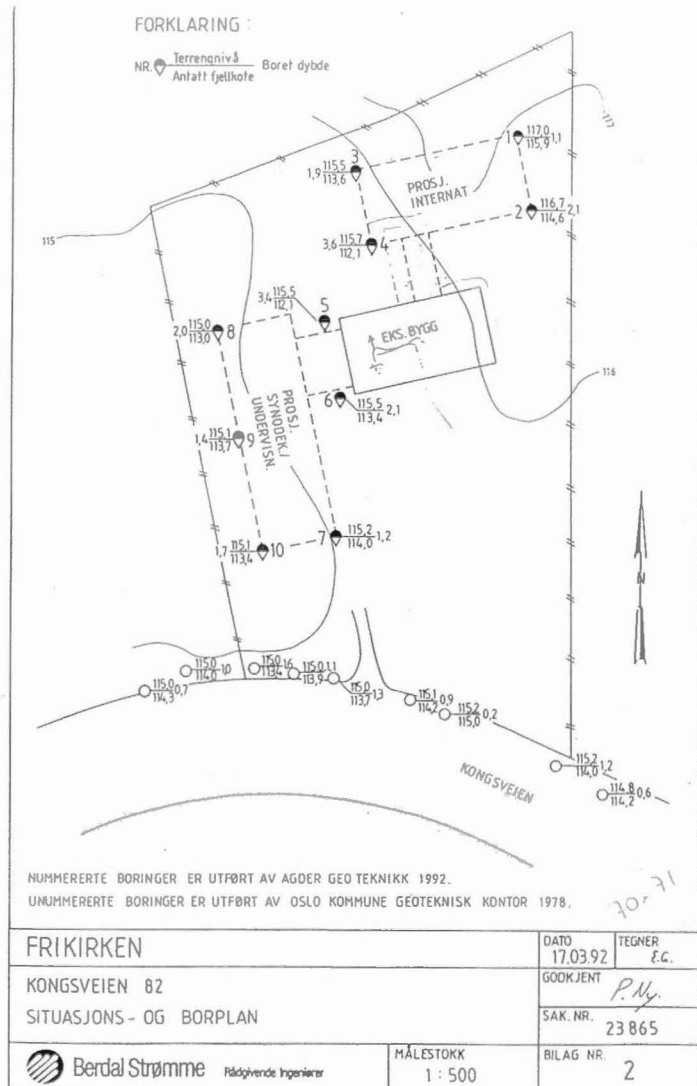 FORKLARING :
NR. Terrengnivå Boret dybde
Antatt fjellkote
117
1 117,0 1,1
115,9
3
1,9 115,5
113,6
PROSJ.
INTERNAT
2 116,7 2,1
114,6
115
3,6 115,7 4
112,1
3,4 115,5 5
112,1
2,0 115,0 8
113,0
EKS. BYGG
116
PROSJ.
SYNODEK./
UNDERVISN.
6 115,5 2,1
113,4
1,4 115,1 9
113,7
7 115,2 1,2
114,0
1,7 115,1 10
113,4
N
115,0 0,7
114,3
115,0 1,0
114,0
115,0 1,6
113,4
115,0 1,1
113,9
115,0 1,3
113,7
115,1 0,9
114,2
115,2 0,2
115,0
115,2 1,2
114,0
KONGSVEIEN
114,8 0,6
114,2
NUMMERERTE BORINGER ER UTFØRT AV AGDER GEO TEKNIKK 1992.
UNUMMERERTE BORINGER ER UTFØRT AV OSLO KOMMUNE GEOTEKNISK KONTOR 1978.
70-71
FRIKIRKEN
DATO
17.03.92
TEGNER
E.G.
KONGSVEIEN 82
SITUASJONS- OG BORPLAN
GODKJENT
P. Ny.
SAK. NR.
23 865
Berdal Strømme Rådgivende Ingeniører
MÅLESTOKK
1 : 500
BILAG NR.
2